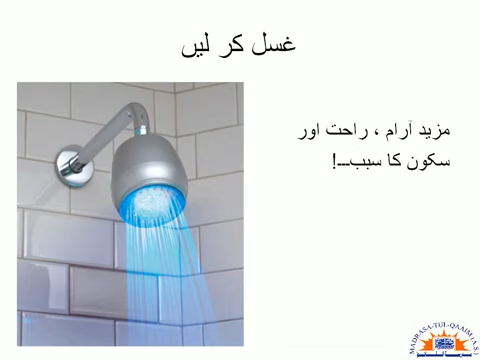 غسل کر لیں
مزید آرام ، راحت اور
سکون کا سبب۔۔۔!
MADRASA-TUL-QAAIM (A.S)